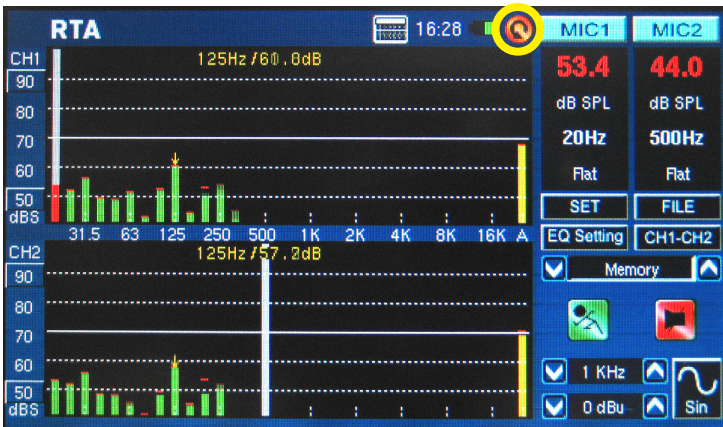 RTA 16:28 MIC1 MIC2
CH1 125Hz/60.8dB 53.4 44.0
90
80 dB SPL dB SPL
70 20Hz 500Hz
60 Flat Flat
50 SET FILE
dBS
31.5 63 125 250 500 1K 2K 4K 8K 16K A EQ Setting CH1-CH2
CH2 125Hz/57.2dB
90 Memory
80
70
60 1 KHz
50
dBS 0 dBu Sin